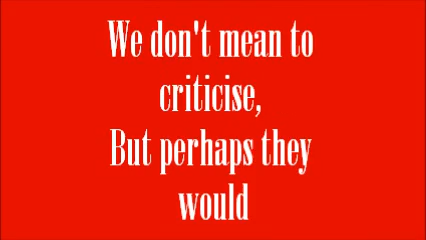 We don't mean to
criticise,
But perhaps they
would